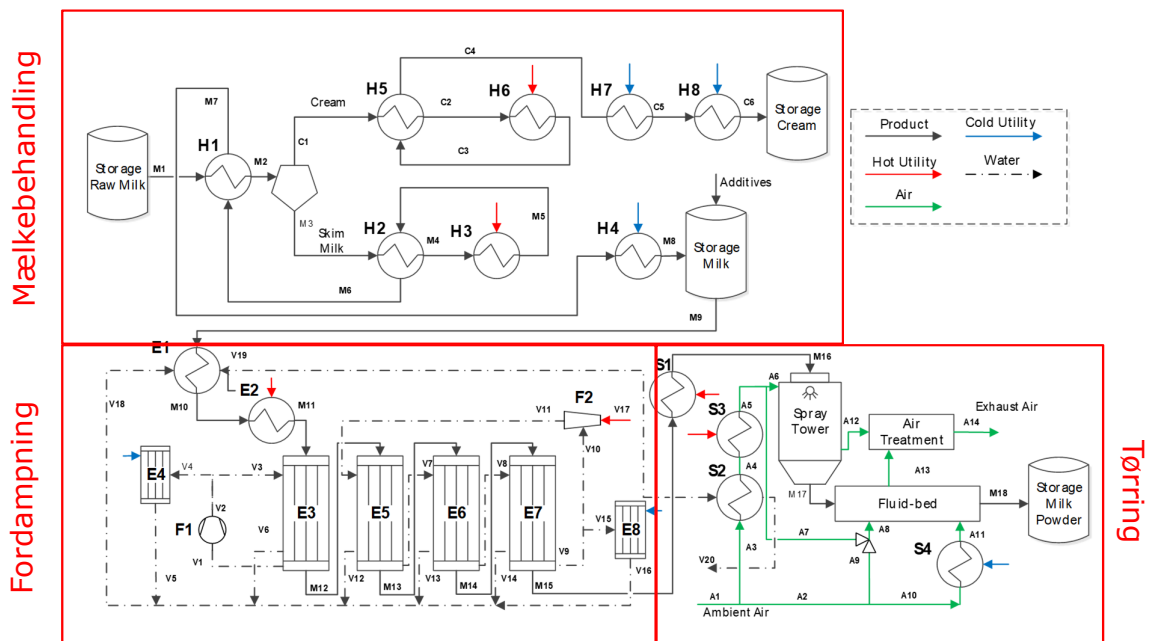 Mælkebehandling
Fordampning
Tørring
C4
H5
H6
H7
H8
C2
C5
C6
Storage
Cream
Cream
C1
C3
M7
H1
M2
Storage
Raw Milk
M1
M3
Skim
Milk
H2
M4
H3
M5
H4
M8
Additives
Storage
Milk
M6
M9
Product
Cold Utility
Hot Utility
Water
Air
E1
V19
E2
M10
M11
V18
V4
V3
E4
V2
F1
V1
V5
V6
E3
E5
E6
E7
V7
V8
V11
F2
V17
V10
V15
E8
V9
V16
V12
V13
V14
M12
M13
M14
M15
S1
M16
A6
S3
A5
A4
S2
A3
V20
Spray
Tower
A12
Air
Treatment
A14
Exhaust Air
A13
M17
Fluid-bed
M18
Storage
Milk
Powder
A7
A8
A9
A11
S4
A1
A2
A10
Ambient Air